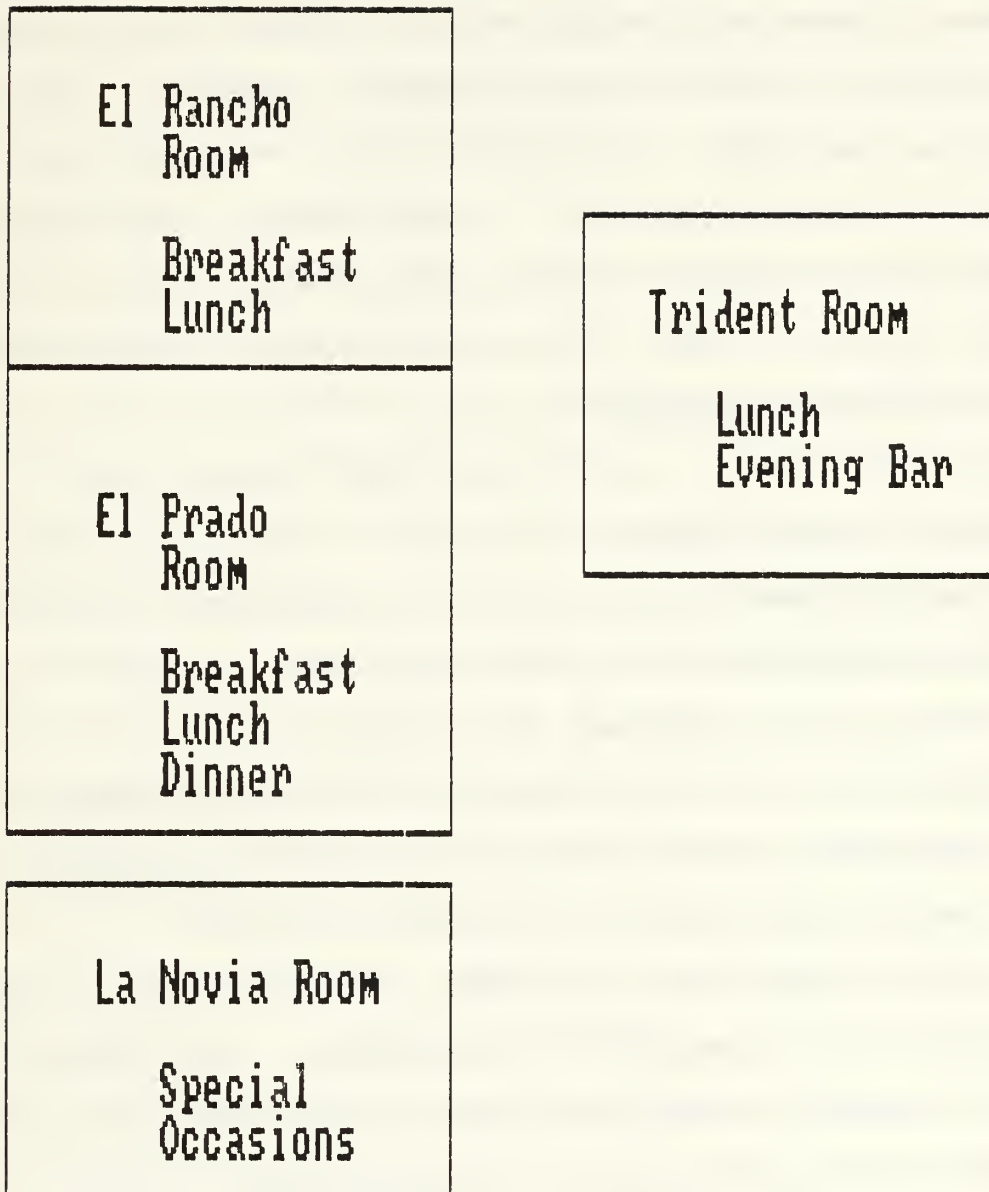 El Rancho
Room
Breakfast
Lunch
Trident Room
Lunch
Evening Bar
El Prado
Room
Breakfast
Lunch
Dinner
La Novia Room
Special
Occasions